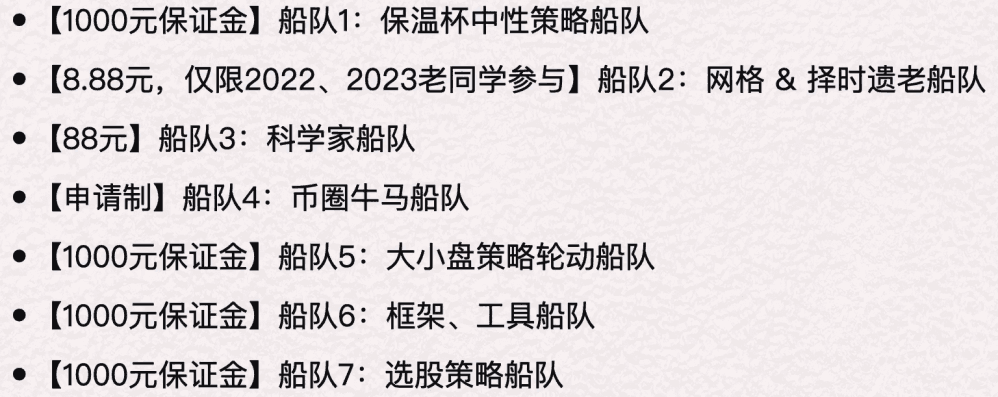 • 【1000元保证金】船队1：保温杯中性策略船队
• 【8.88元，仅限2022、2023老同学参与】船队2：网格 & 择时遗老船队
• 【88元】船队3：科学家船队
• 【申请制】船队4：币圈牛马船队
• 【1000元保证金】船队5：大小盘策略轮动船队
• 【1000元保证金】船队6：框架、工具船队
• 【1000元保证金】船队7：选股策略船队